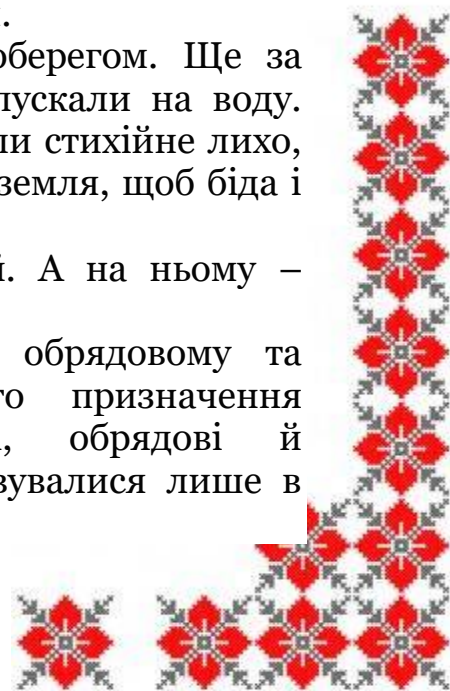 оберегом. Ще за
пускали на воду.
ли стихійне лихо,
земля, щоб біда і
й. А на ньому –
обрядовому та
го призначення
, обрядові й
вувалися лише в